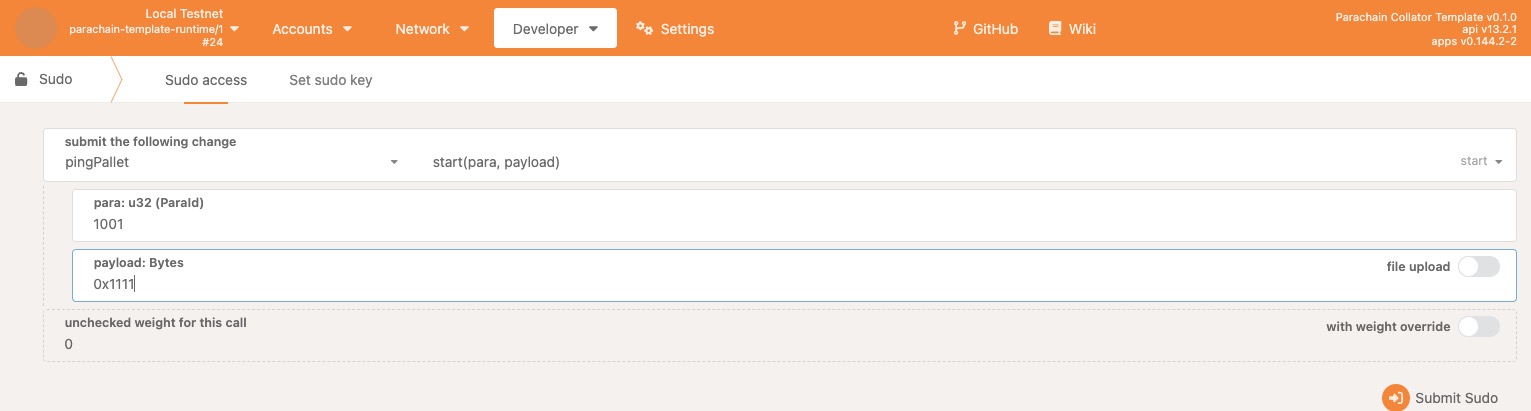 Local Testnet
parachain-template-runtime/1
#24
Accounts
Network
Developer
Settings
GitHub
Wiki
Parachain Collator Template v0.1.0
api v13.2.1
apps v0.144.2-2
Sudo
Sudo access
Set sudo key
submit the following change
pingPallet
start(para, payload)
start
para: u32 (ParaId)
1001
payload: Bytes
0x1111
file upload
unchecked weight for this call
0
with weight override
Submit Sudo